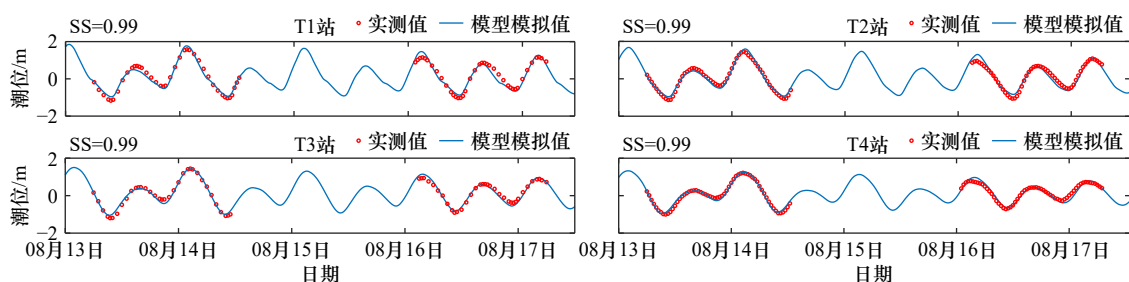 SS=0.99 T1站 实测值 模型模拟值
2
0
−2
潮位/m
SS=0.99 T2站 实测值 模型模拟值
SS=0.99 T3站 实测值 模型模拟值
2
0
−2
潮位/m
08月13日 08月14日 08月15日 08月16日 08月17日
日期
SS=0.99 T4站 实测值 模型模拟值
08月13日 08月14日 08月15日 08月16日 08月17日
日期